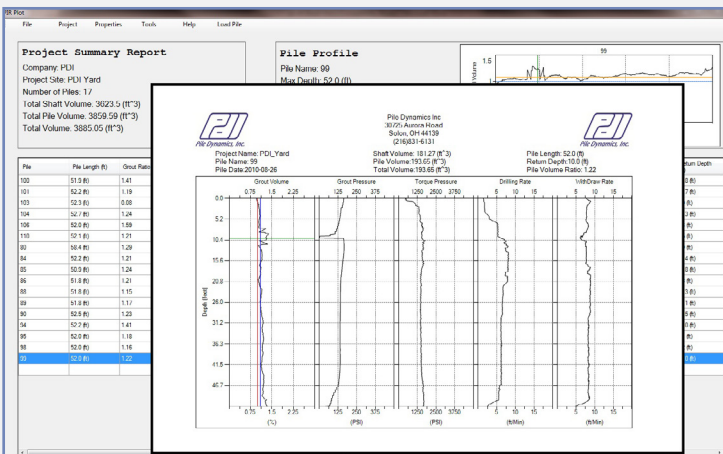 PIR Plot
File Project Properties Tools Help Load Pile
Project Summary Report
Company: PDI
Project Site: PDI Yard
Number of Piles: 17
Total Shaft Volume: 3623.5 (ft^3)
Total Pile Volume: 3859.59 (ft^3)
Total Volume: 3885.05 (ft^3)
Pile Profile
Pile Name: 99
Max Depth: 52.0 (ft)
99
1.5
1
Volume
PDI
Pile Dynamics, Inc.
Pile Dynamics Inc
30725 Aurora Road
Solon, OH 44139
(216)831-6131
PDI
Pile Dynamics, Inc.
Project Name: PDI_Yard
Pile Name: 99
Pile Date:2010-08-26
Shaft Volume: 181.27 (ft^3)
Pile Volume:193.65 (ft^3)
Total Volume:193.65 (ft^3)
Pile Length: 52.0 (ft)
Return Depth:10.0 (ft)
Pile Volume Ratio: 1.22
Grout Volume Grout Pressure Torque Pressure Drilling Rate WithDraw Rate
0.75 1.5 2.25 125 250 375 1250 2500 3750 5 10 15 5 10 15
0.0
5.2
10.4
15.6
20.8
26.0
31.2
36.3
41.5
46.7
Depth [feet]
0.75 1.5 2.25 125 250 375 1250 2500 3750 5 10 15 5 10 15
(%) (PSI) (PSI) (ft/Min) (ft/Min)
Pile Pile Length (ft) Grout Ratio
100 51.5 (ft) 1.41
101 52.2 (ft) 1.19
103 52.3 (ft) 0.08
104 52.7 (ft) 1.24
106 52.0 (ft) 1.59
110 52.1 (ft) 1.21
80 58.4 (ft) 1.29
84 52.2 (ft) 1.21
85 50.9 (ft) 1.24
86 51.8 (ft) 1.21
88 51.8 (ft) 1.15
89 51.8 (ft) 1.17
90 52.5 (ft) 1.23
94 52.2 (ft) 1.41
95 52.0 (ft) 1.18
98 52.0 (ft) 1.16
99 52.0 (ft) 1.22
eturn Depth